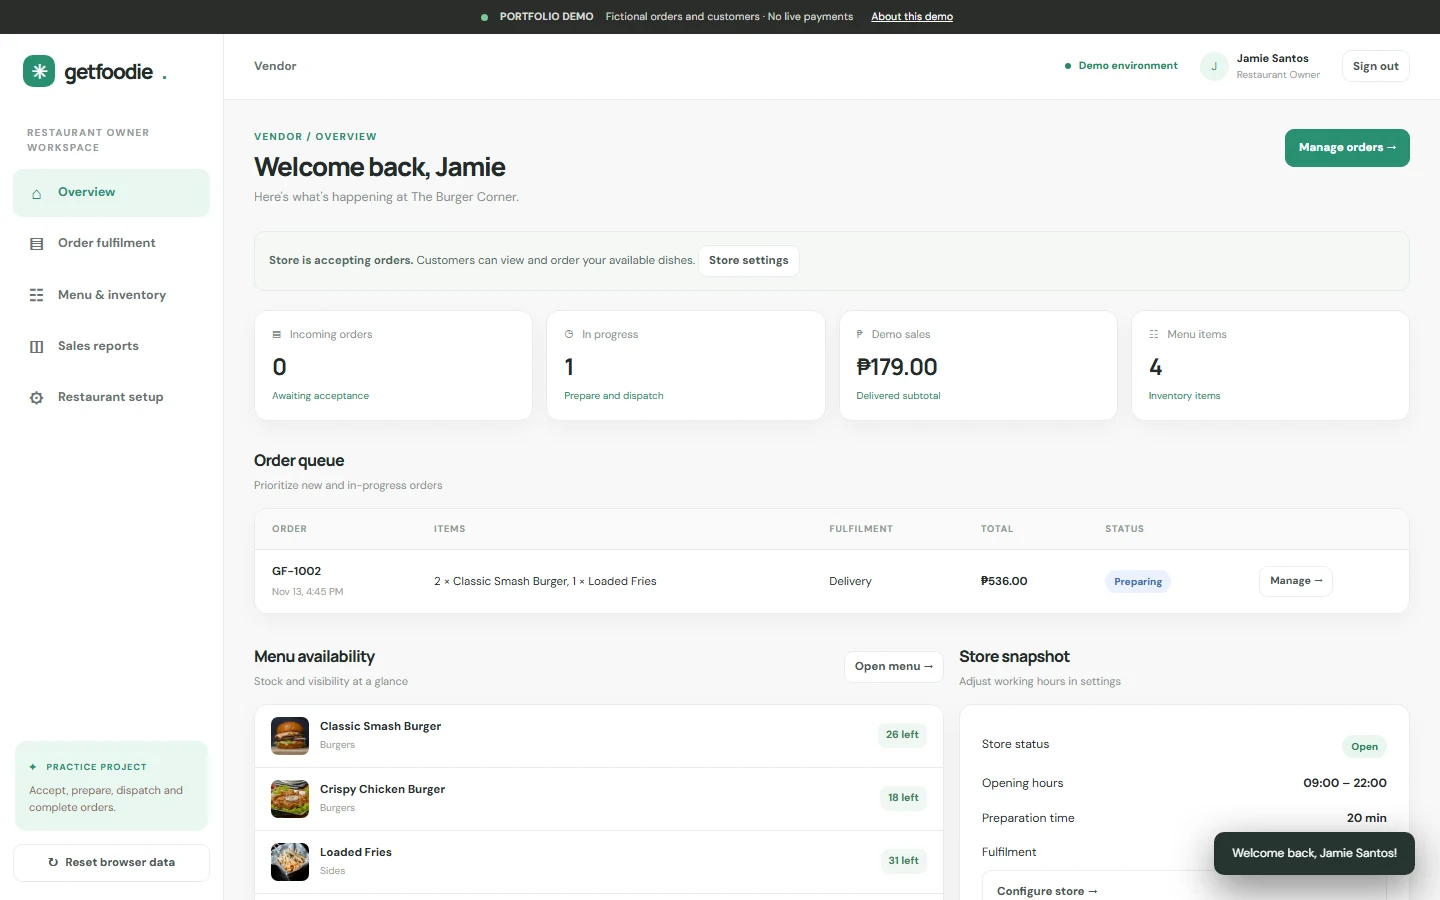 PORTFOLIO DEMO Fictional orders and customers · No live payments About this demo
getfoodie.
Vendor
Demo environment
J
Jamie Santos
Restaurant Owner
Sign out
RESTAURANT OWNER
WORKSPACE
Overview
Order fulfilment
Menu & inventory
Sales reports
Restaurant setup
PRACTICE PROJECT
Accept, prepare, dispatch and
complete orders.
Reset browser data
VENDOR / OVERVIEW
Welcome back, Jamie
Here's what's happening at The Burger Corner.
Manage orders →
Store is accepting orders. Customers can view and order your available dishes. Store settings
Incoming orders
0
Awaiting acceptance
In progress
1
Prepare and dispatch
₱ Demo sales
₱179.00
Delivered subtotal
Menu items
4
Inventory items
Order queue
Prioritize new and in-progress orders
ORDER ITEMS FULFILMENT TOTAL STATUS
GF-1002
Nov 13, 4:45 PM
2 × Classic Smash Burger, 1 × Loaded Fries
Delivery
₱536.00
Preparing
Manage →
Menu availability
Stock and visibility at a glance
Open menu →
Classic Smash Burger
Burgers
26 left
Crispy Chicken Burger
Burgers
18 left
Loaded Fries
Sides
31 left
Store snapshot
Adjust working hours in settings
Store status Open
Opening hours 09:00 – 22:00
Preparation time 20 min
Fulfilment
Configure store →
Welcome back, Jamie Santos!